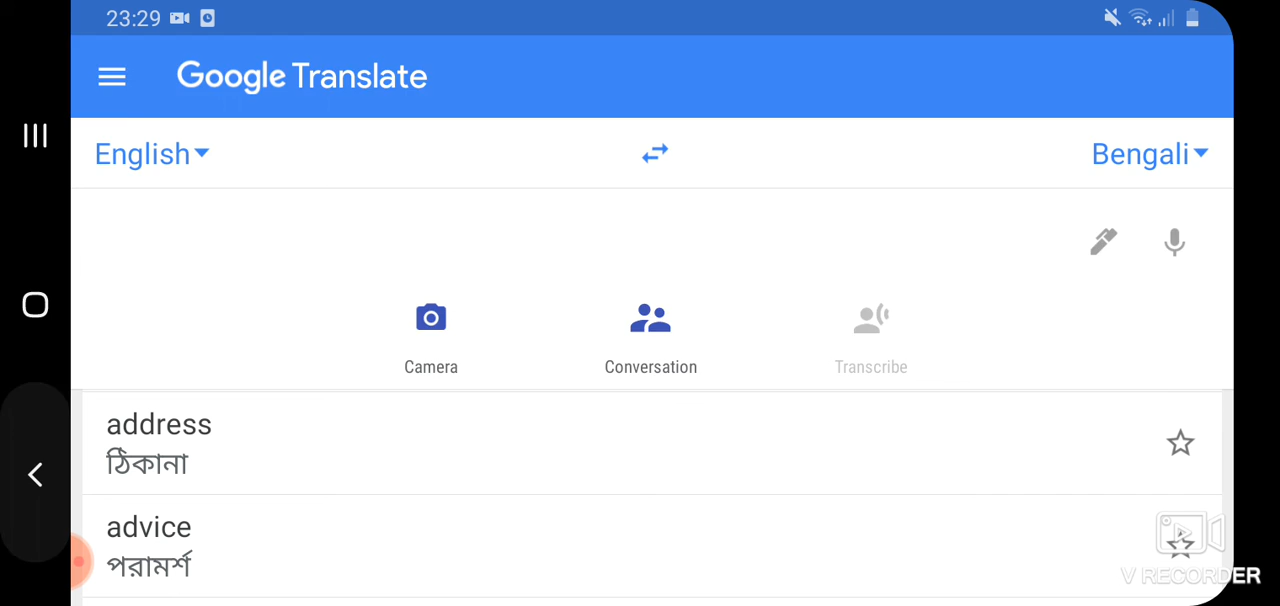 23:29
Google Translate
English
Bengali
Camera
Conversation
Transcribe
address
ঠিকানা
advice
পরামর্শ
V RECORDER